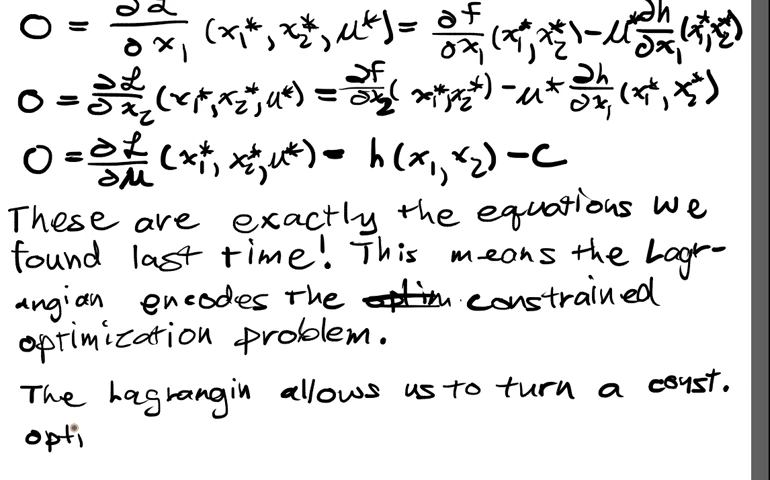 0 = ∂ℒ/∂x₁ (x₁*, x₂*, μ*) = ∂f/∂x₁ (x₁*, x₂*) - μ* ∂h/∂x₁ (x₁*, x₂*)
0 = ∂ℒ/∂x₂ (x₁*, x₂*, μ*) = ∂f/∂x₂ (x₁*, x₂*) - μ* ∂h/∂x₁ (x₁*, x₂*)
0 = ∂ℒ/∂μ (x₁*, x₂*, μ*) - h(x₁, x₂) - C
These are exactly the equations we
found last time! This means the Lagr-
angian encodes the optim constrained
optimization problem.
The Lagrangin allows us to turn a const.
opti